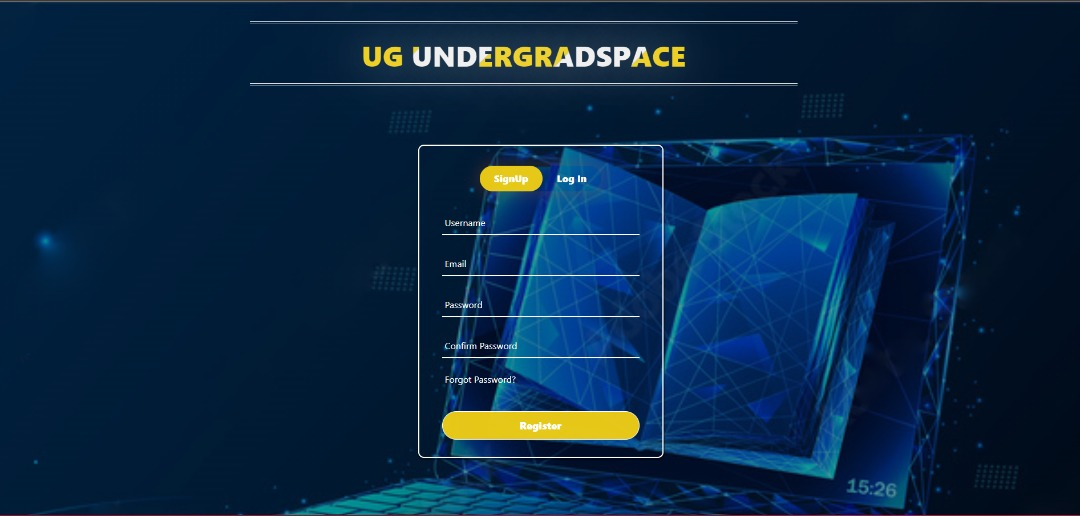 UG UNDERGRADSPACE
SignUp Log In
Username
Email
Password
Confirm Password
Forgot Password?
Register
15:26